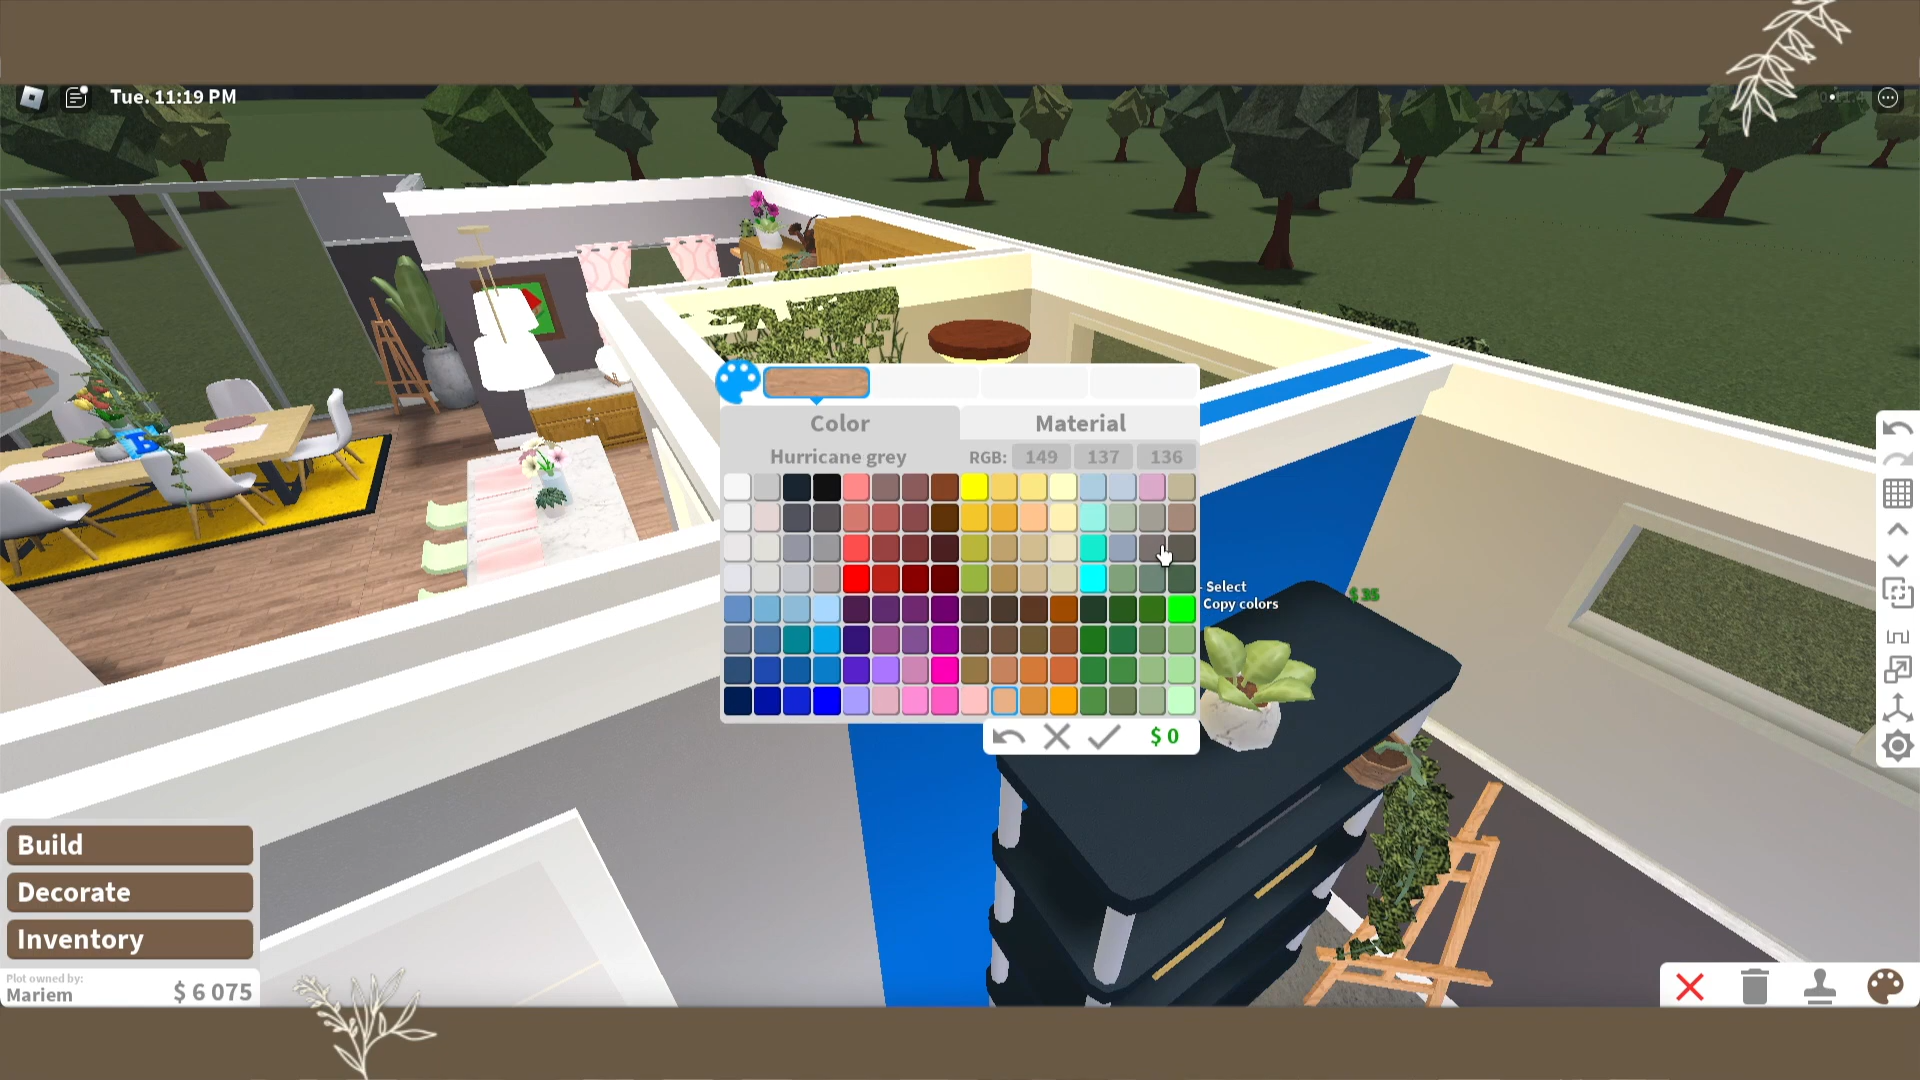 Tue. 11:19 PM
Color
Material
Hurricane grey
RGB: 149 137 136
Select
Copy colors
$ 35
$ 0
Build
Decorate
Inventory
Plot owned by:
Mariem
$ 6 075
B